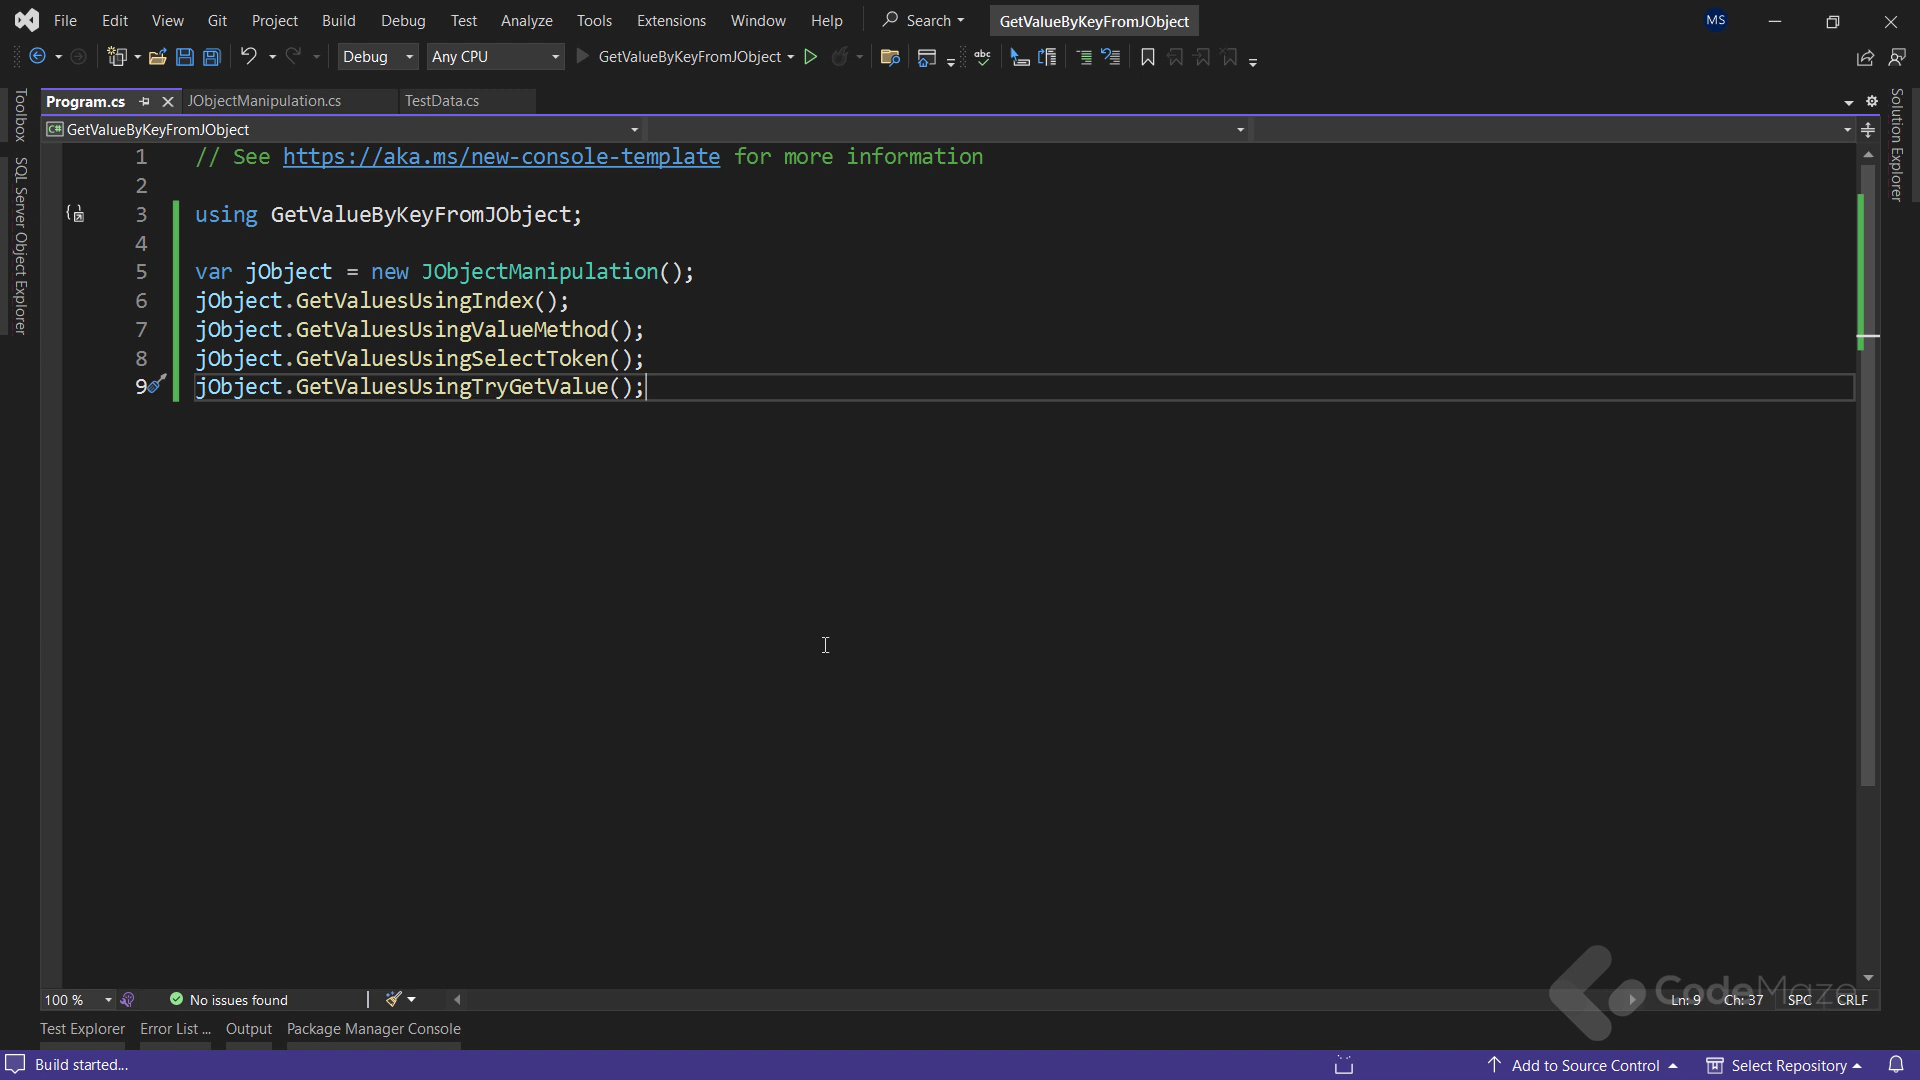 File Edit View Git Project Build Debug Test Analyze Tools Extensions Window Help Search GetValueByKeyFromJObject MS
Debug Any CPU GetValueByKeyFromJObject
Program.cs JObjectManipulation.cs TestData.cs
C# GetValueByKeyFromJObject
Toolbox
SQL Server Object Explorer
Solution Explorer
1 // See https://aka.ms/new-console-template for more information
2
3 using GetValueByKeyFromJObject;
4
5 var jObject = new JObjectManipulation();
6 jObject.GetValuesUsingIndex();
7 jObject.GetValuesUsingValueMethod();
8 jObject.GetValuesUsingSelectToken();
9 jObject.GetValuesUsingTryGetValue();
CodeMaze
100 % No issues found Ln: 9 Ch: 37 SPC CRLF
Test Explorer Error List ... Output Package Manager Console
Build started... Add to Source Control Select Repository